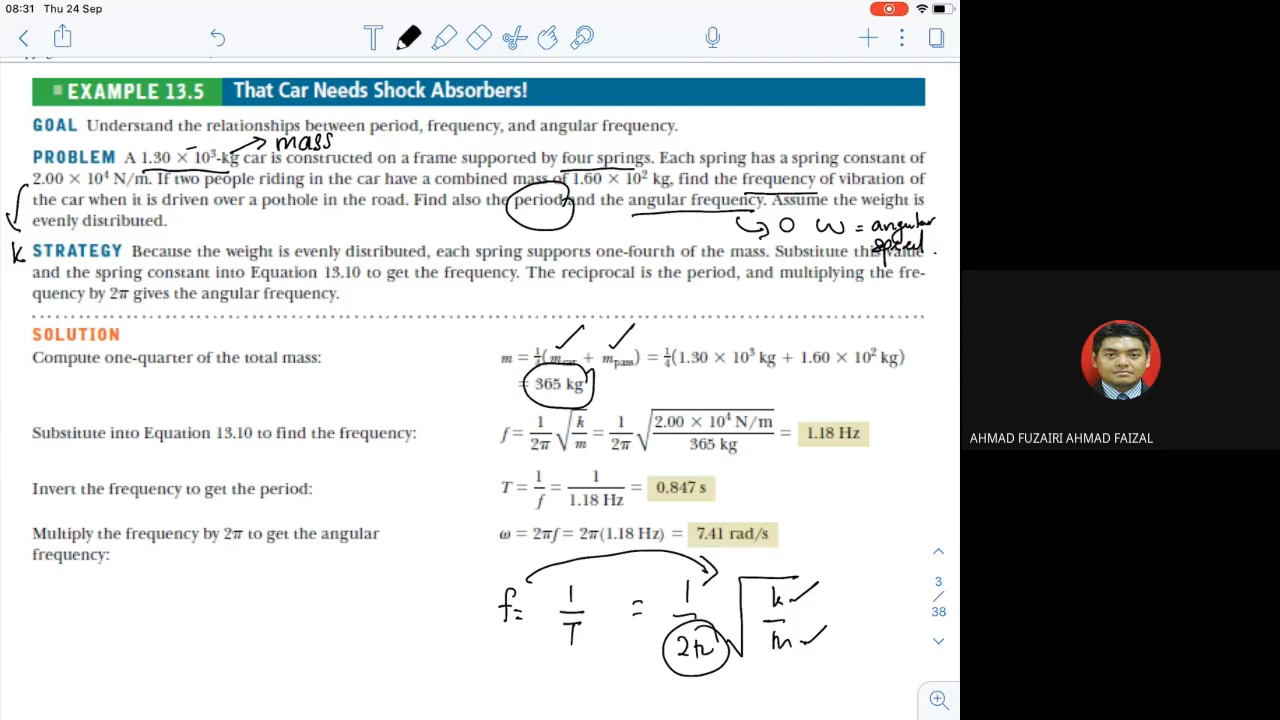 08:31 Thu 24 Sep
EXAMPLE 13.5 That Car Needs Shock Absorbers!
GOAL Understand the relationships between period, frequency, and angular frequency.
mass
PROBLEM A 1.30 × 10³-kg car is constructed on a frame supported by four springs. Each spring has a spring constant of
2.00 × 10⁴ N/m. If two people riding in the car have a combined mass of 1.60 × 10² kg, find the frequency of vibration of
the car when it is driven over a pothole in the road. Find also the period and the angular frequency. Assume the weight is
evenly distributed.
ω = angular
speed
k
STRATEGY Because the weight is evenly distributed, each spring supports one-fourth of the mass. Substitute this value
and the spring constant into Equation 13.10 to get the frequency. The reciprocal is the period, and multiplying the fre-
quency by 2π gives the angular frequency.
SOLUTION
Compute one-quarter of the total mass: m = ¼(m_car + m_pass) = ¼(1.30 × 10³ kg + 1.60 × 10² kg)
= 365 kg
Substitute into Equation 13.10 to find the frequency: f = 1/2π √(k/m) = 1/2π √(2.00 × 10⁴ N/m / 365 kg) = 1.18 Hz
Invert the frequency to get the period: T = 1/f = 1/1.18 Hz = 0.847 s
Multiply the frequency by 2π to get the angular ω = 2πf = 2π(1.18 Hz) = 7.41 rad/s
frequency:
f = 1/T = 1/2π √(k/m)
3
/
38
AHMAD FUZAIRI AHMAD FAIZAL